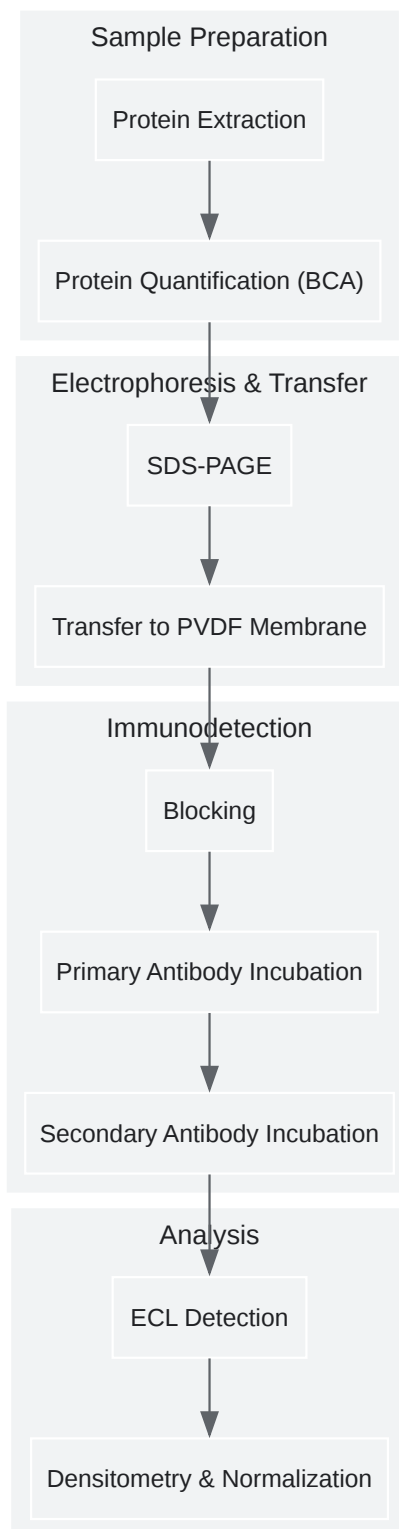 Sample Preparation
Protein Extraction
Protein Quantification (BCA)
Electrophoresis & Transfer
SDS-PAGE
Transfer to PVDF Membrane
Immunodetection
Blocking
Primary Antibody Incubation
Secondary Antibody Incubation
Analysis
ECL Detection
Densitometry & Normalization